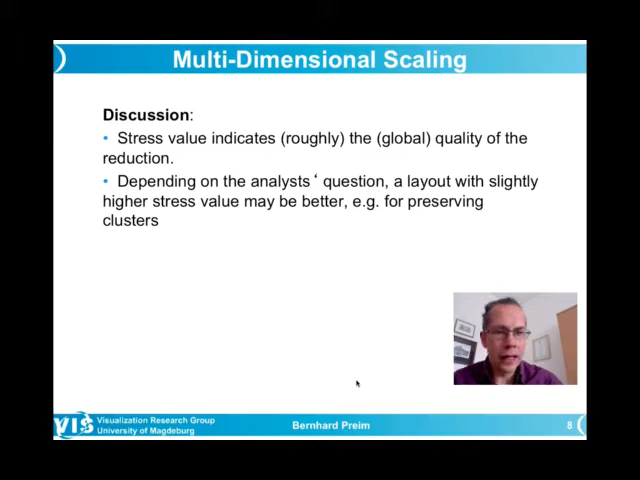 Multi-Dimensional Scaling
Discussion:
• Stress value indicates (roughly) the (global) quality of the
reduction.
• Depending on the analysts‘ question, a layout with slightly
higher stress value may be better, e.g. for preserving
clusters
VIS
Visualization Research Group
University of Magdeburg
Bernhard Preim
8